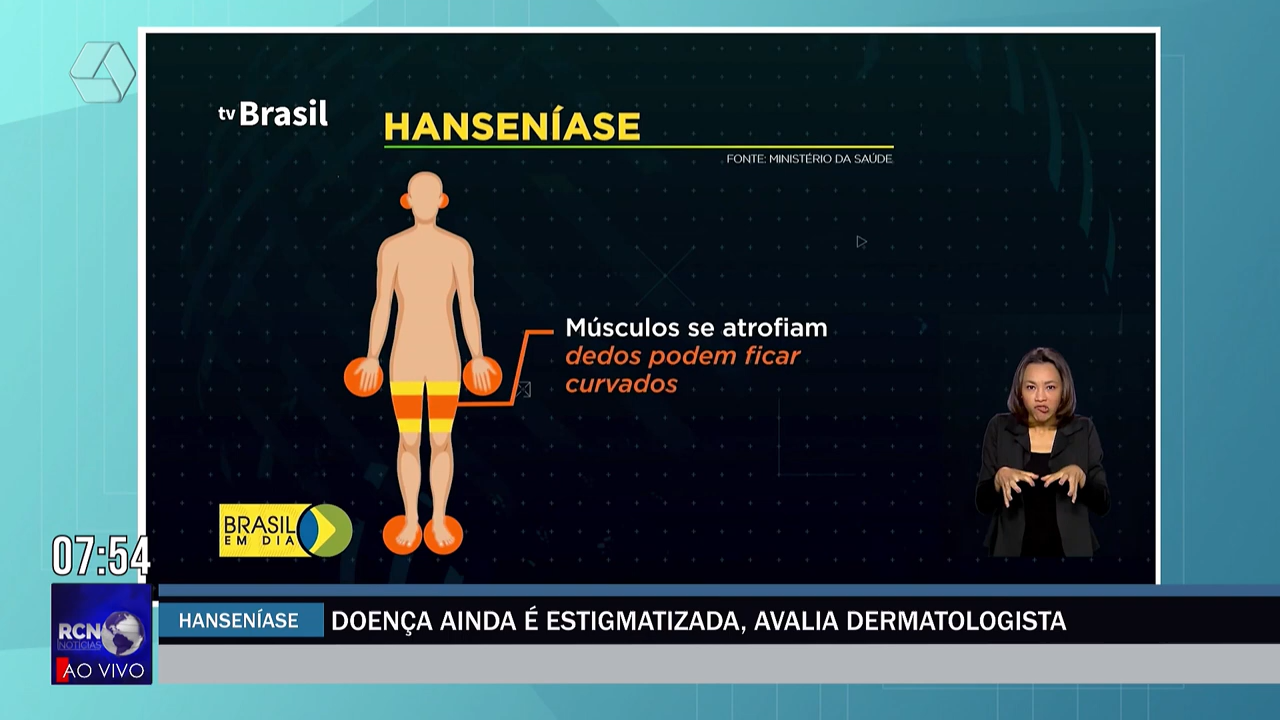 tv Brasil
HANSENÍASE
FONTE: MINISTÉRIO DA SAÚDE
Músculos se atrofiam
dedos podem ficar
curvados
BRASIL
EM DIA
07:54
RCN
NOTÍCIAS
AO VIVO
HANSENÍASE
DOENÇA AINDA É ESTIGMATIZADA, AVALIA DERMATOLOGISTA